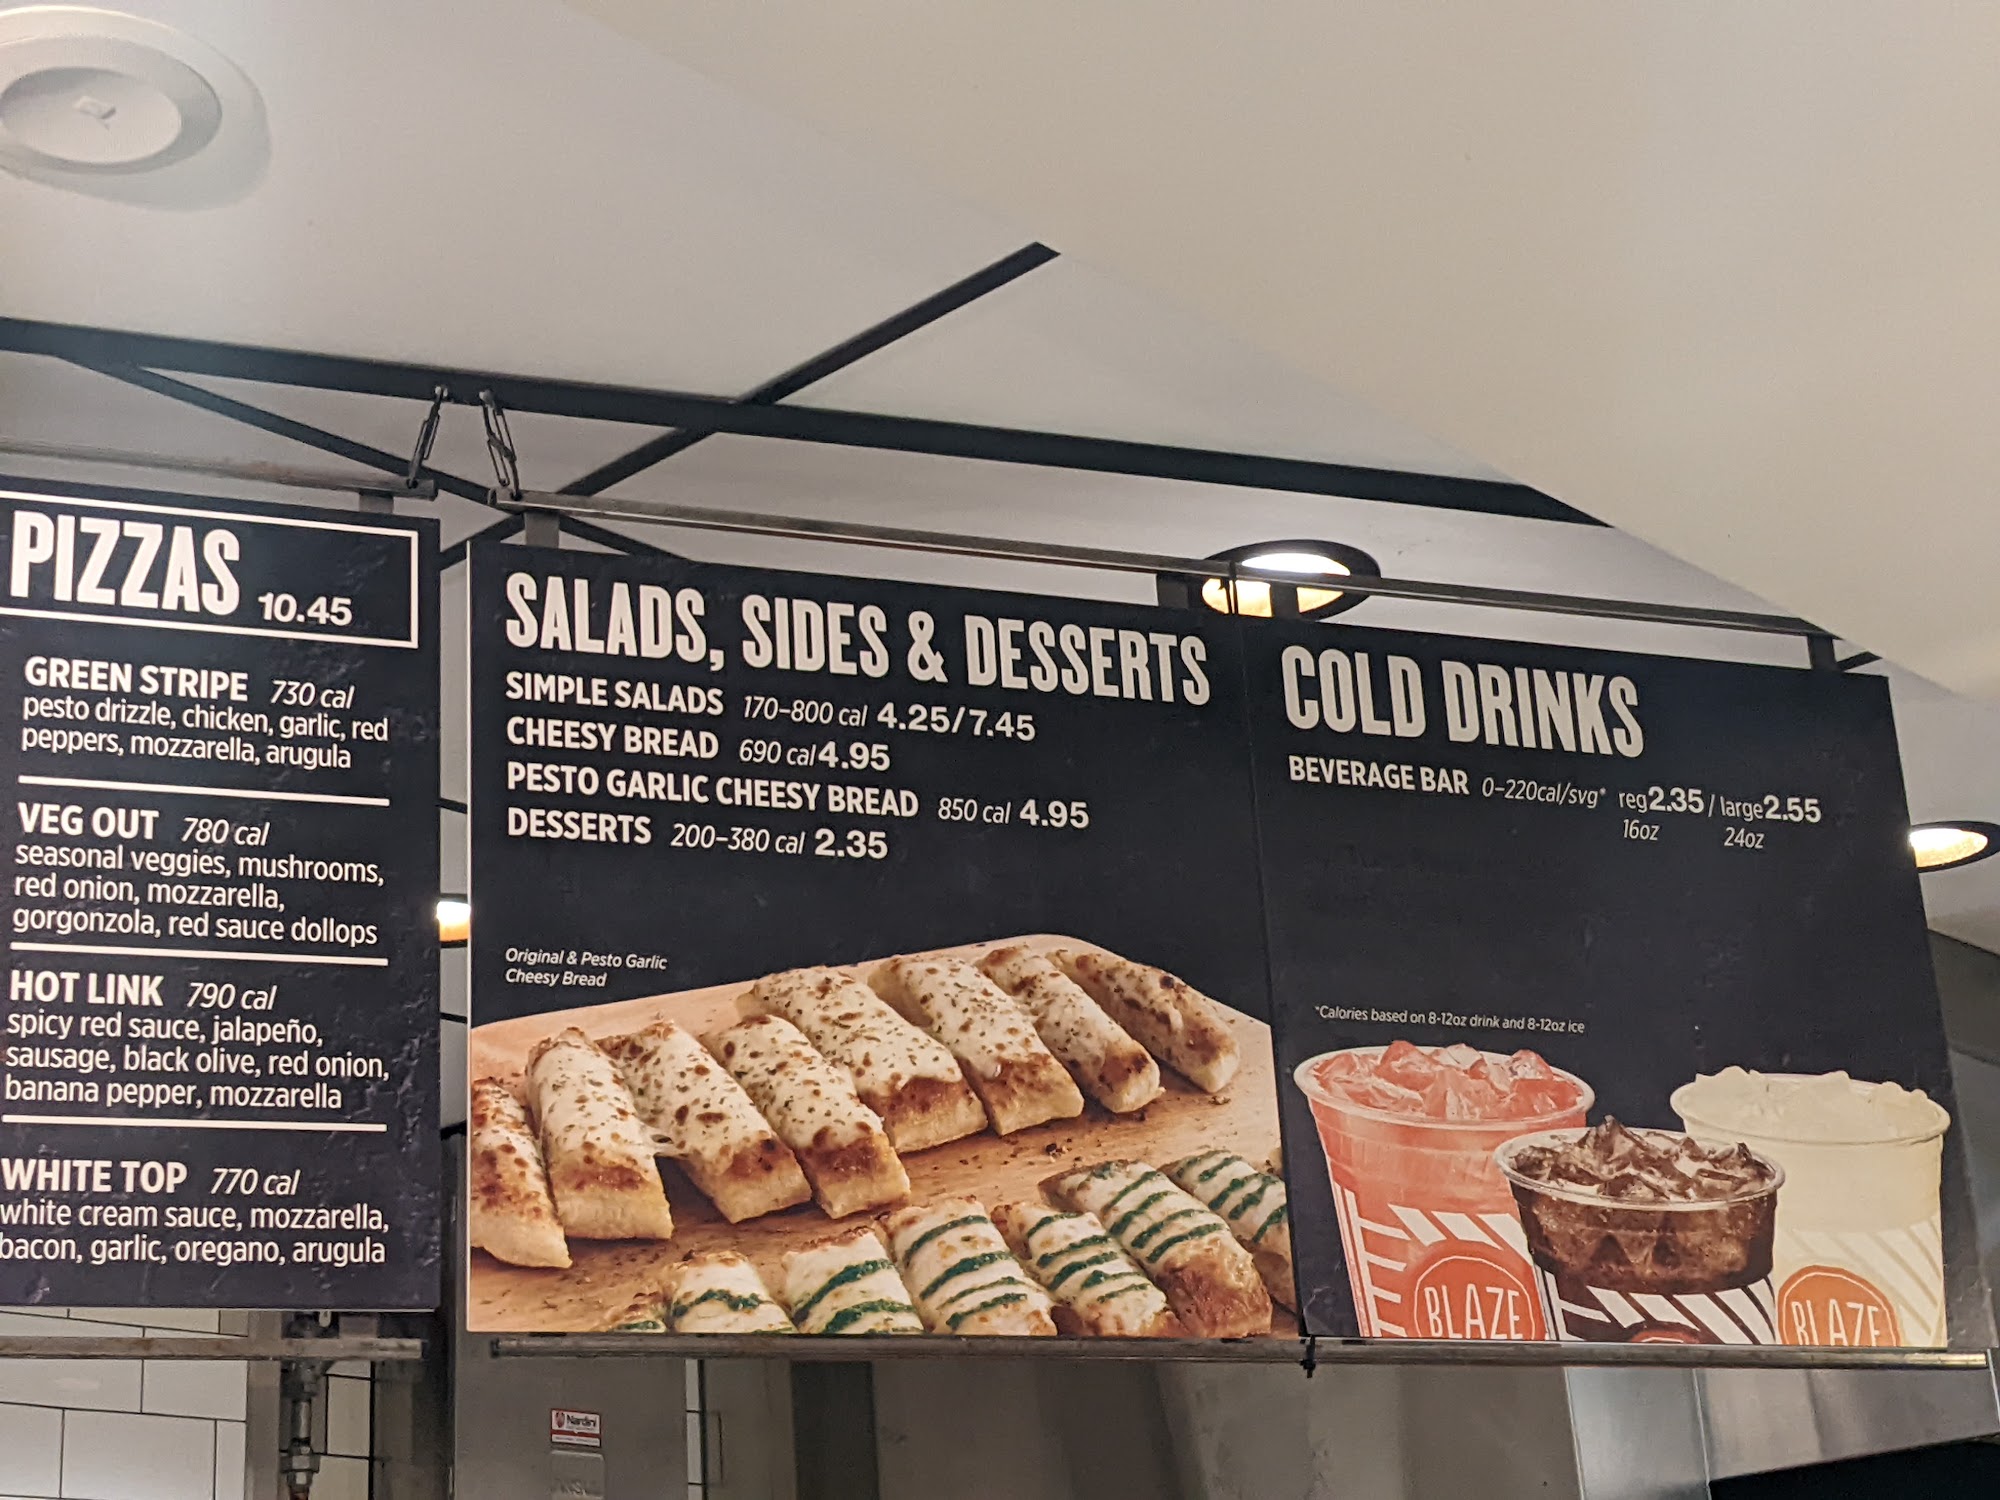 PIZZAS 10.45
GREEN STRIPE 730 cal
pesto drizzle, chicken, garlic, red
peppers, mozzarella, arugula
VEG OUT 780 cal
seasonal veggies, mushrooms,
red onion, mozzarella,
gorgonzola, red sauce dollops
HOT LINK 790 cal
spicy red sauce, jalapeño,
sausage, black olive, red onion,
banana pepper, mozzarella
WHITE TOP 770 cal
white cream sauce, mozzarella,
bacon, garlic, oregano, arugula
SALADS, SIDES & DESSERTS
SIMPLE SALADS 170–800 cal 4.25/7.45
CHEESY BREAD 690 cal 4.95
PESTO GARLIC CHEESY BREAD 850 cal 4.95
DESSERTS 200–380 cal 2.35
Original & Pesto Garlic
Cheesy Bread
COLD DRINKS
BEVERAGE BAR 0–220cal/svg* reg 2.35 / large 2.55
16oz 24oz
*Calories based on 8-12oz drink and 8-12oz ice
BLAZE
BLAZE
Nardini